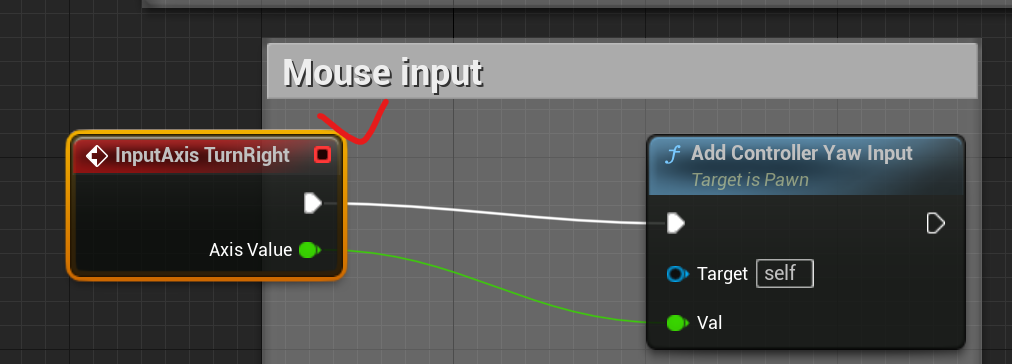 Mouse input
InputAxis TurnRight
Axis Value
Add Controller Yaw Input
Target is Pawn
Target self
Val